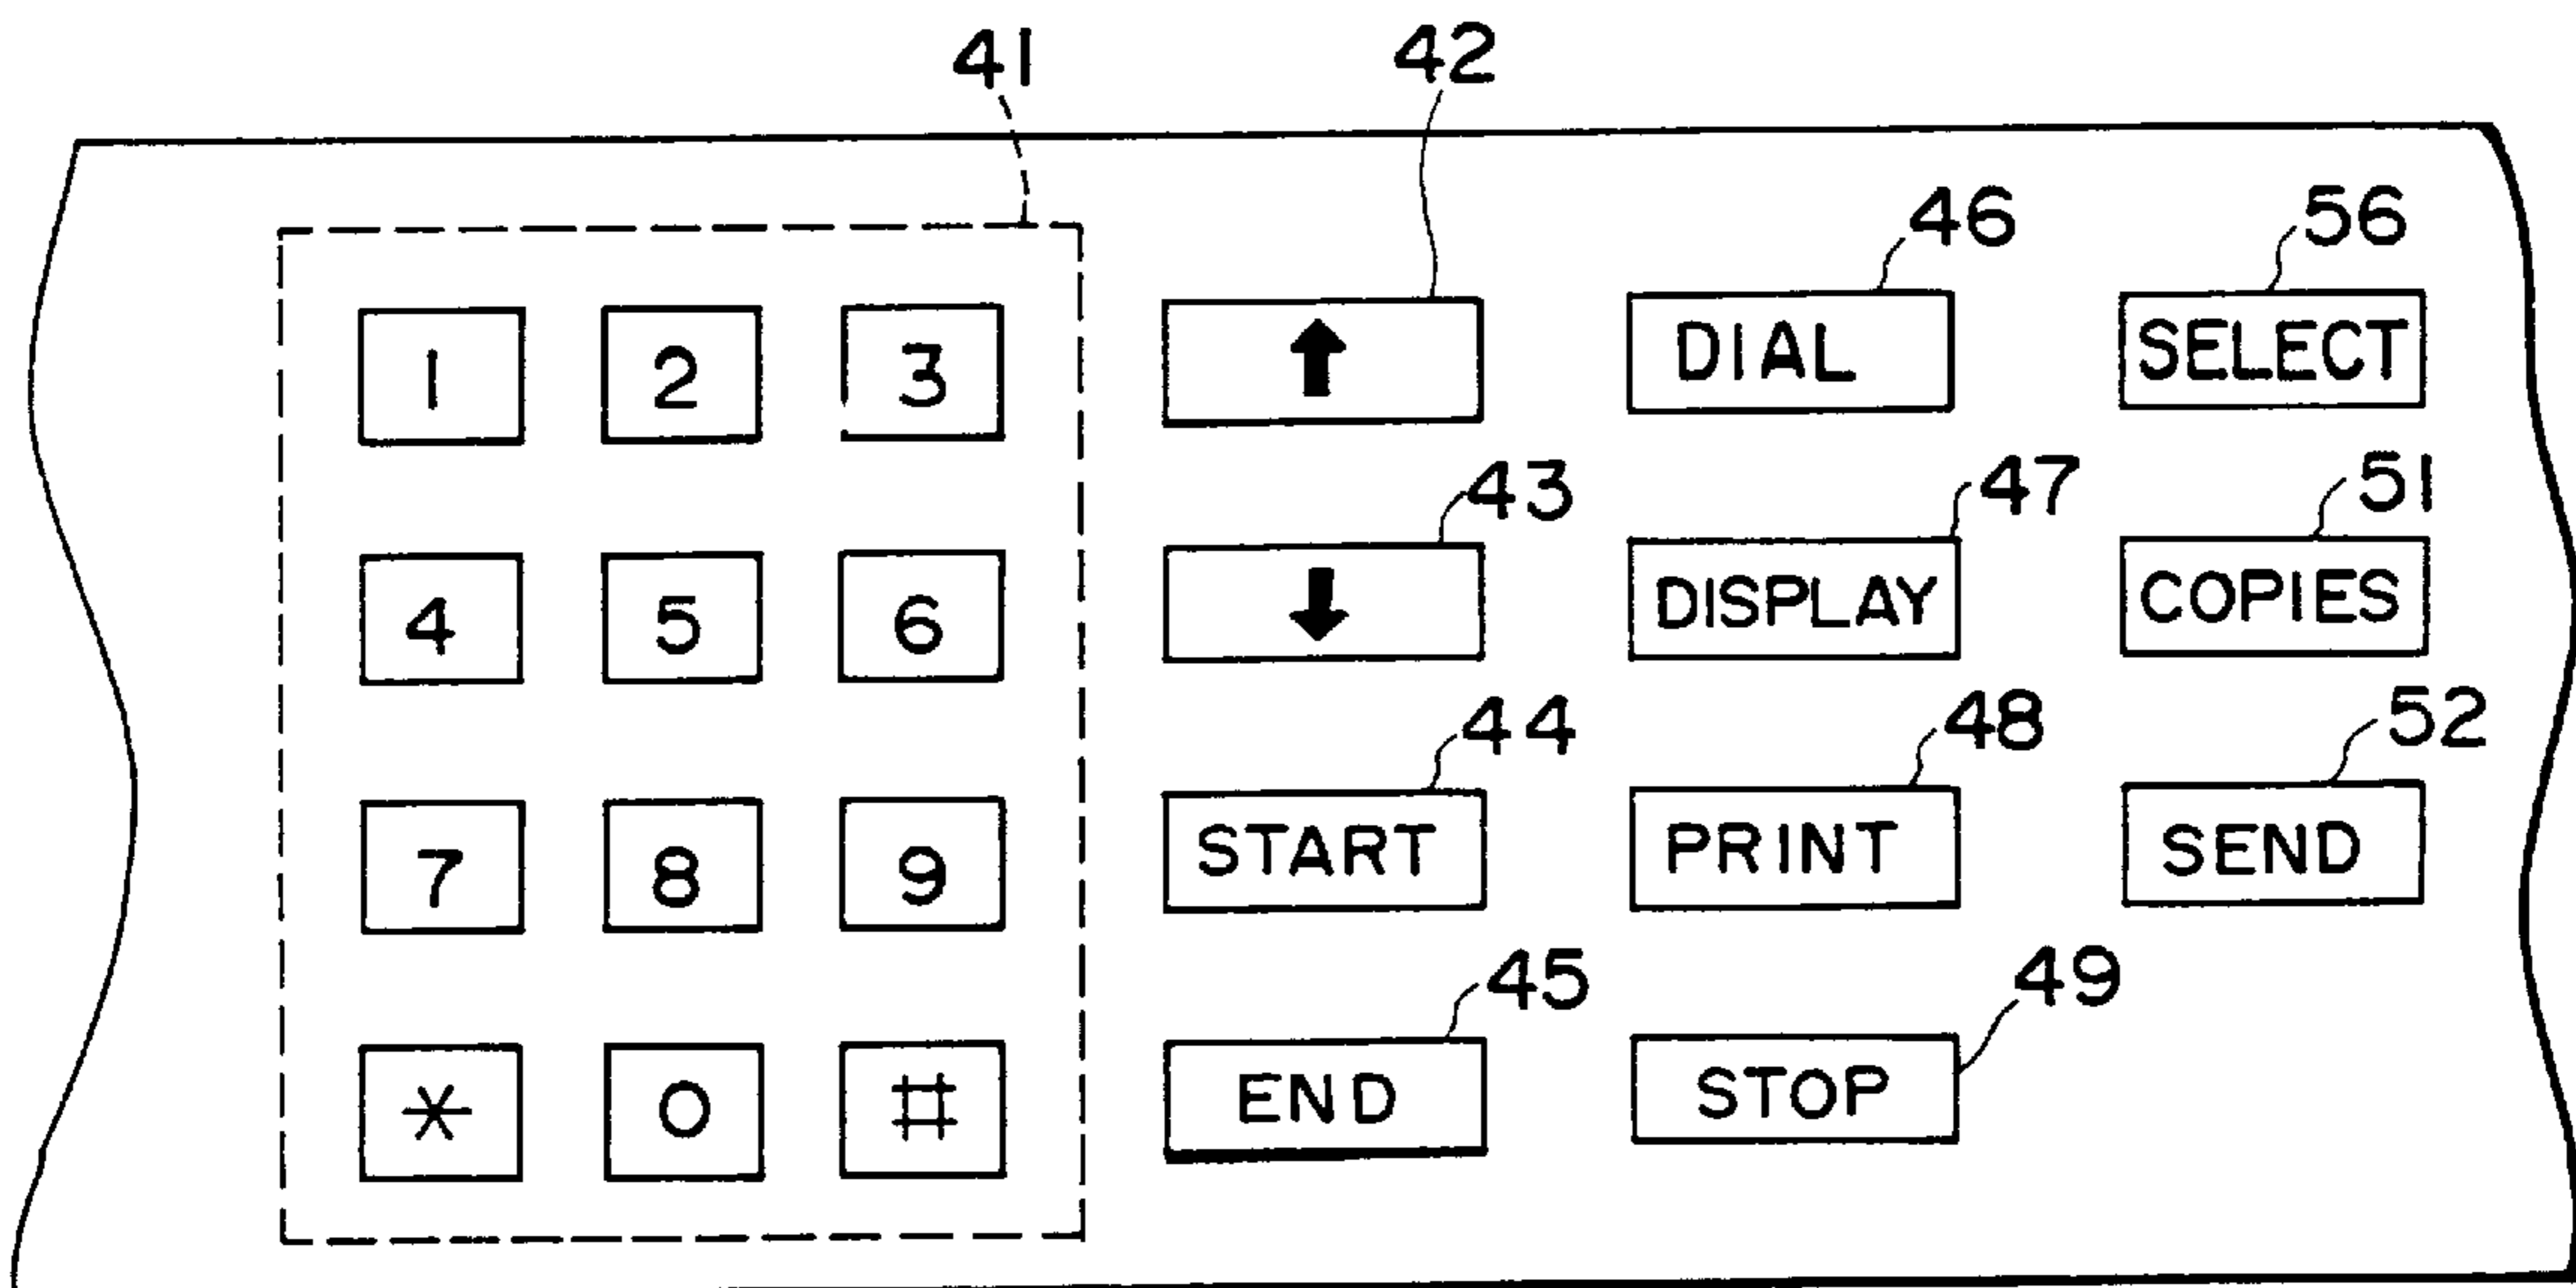 41 42
46 56
1 2 3 ↑ DIAL SELECT
43 47 51
4 5 6 ↓ DISPLAY COPIES
44 48 52
7 8 9 START PRINT SEND
45 49
* 0 # END STOP